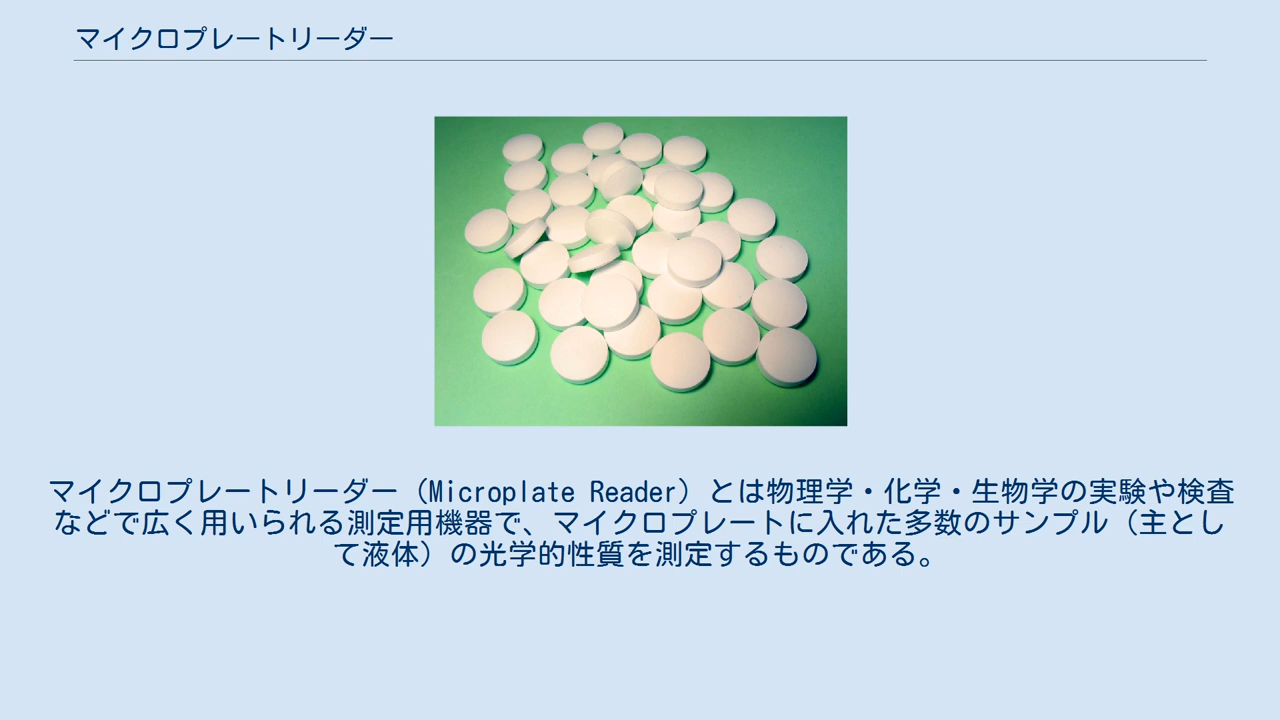 マイクロプレートリーダー
マイクロプレートリーダー（Microplate Reader）とは物理学・化学・生物学の実験や検査
などで広く用いられる測定用機器で、マイクロプレートに入れた多数のサンプル（主とし
て液体）の光学的性質を測定するものである。